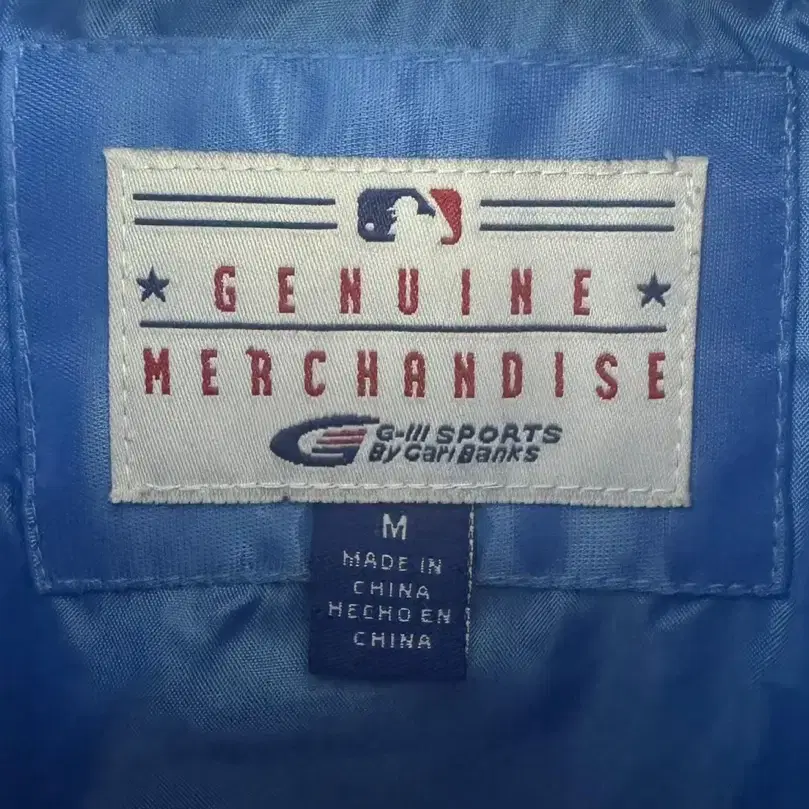 GENUINE
MERCHANDISE
G-III SPORTS
By Carl Banks
M
MADE IN
CHINA
HECHO EN
CHINA